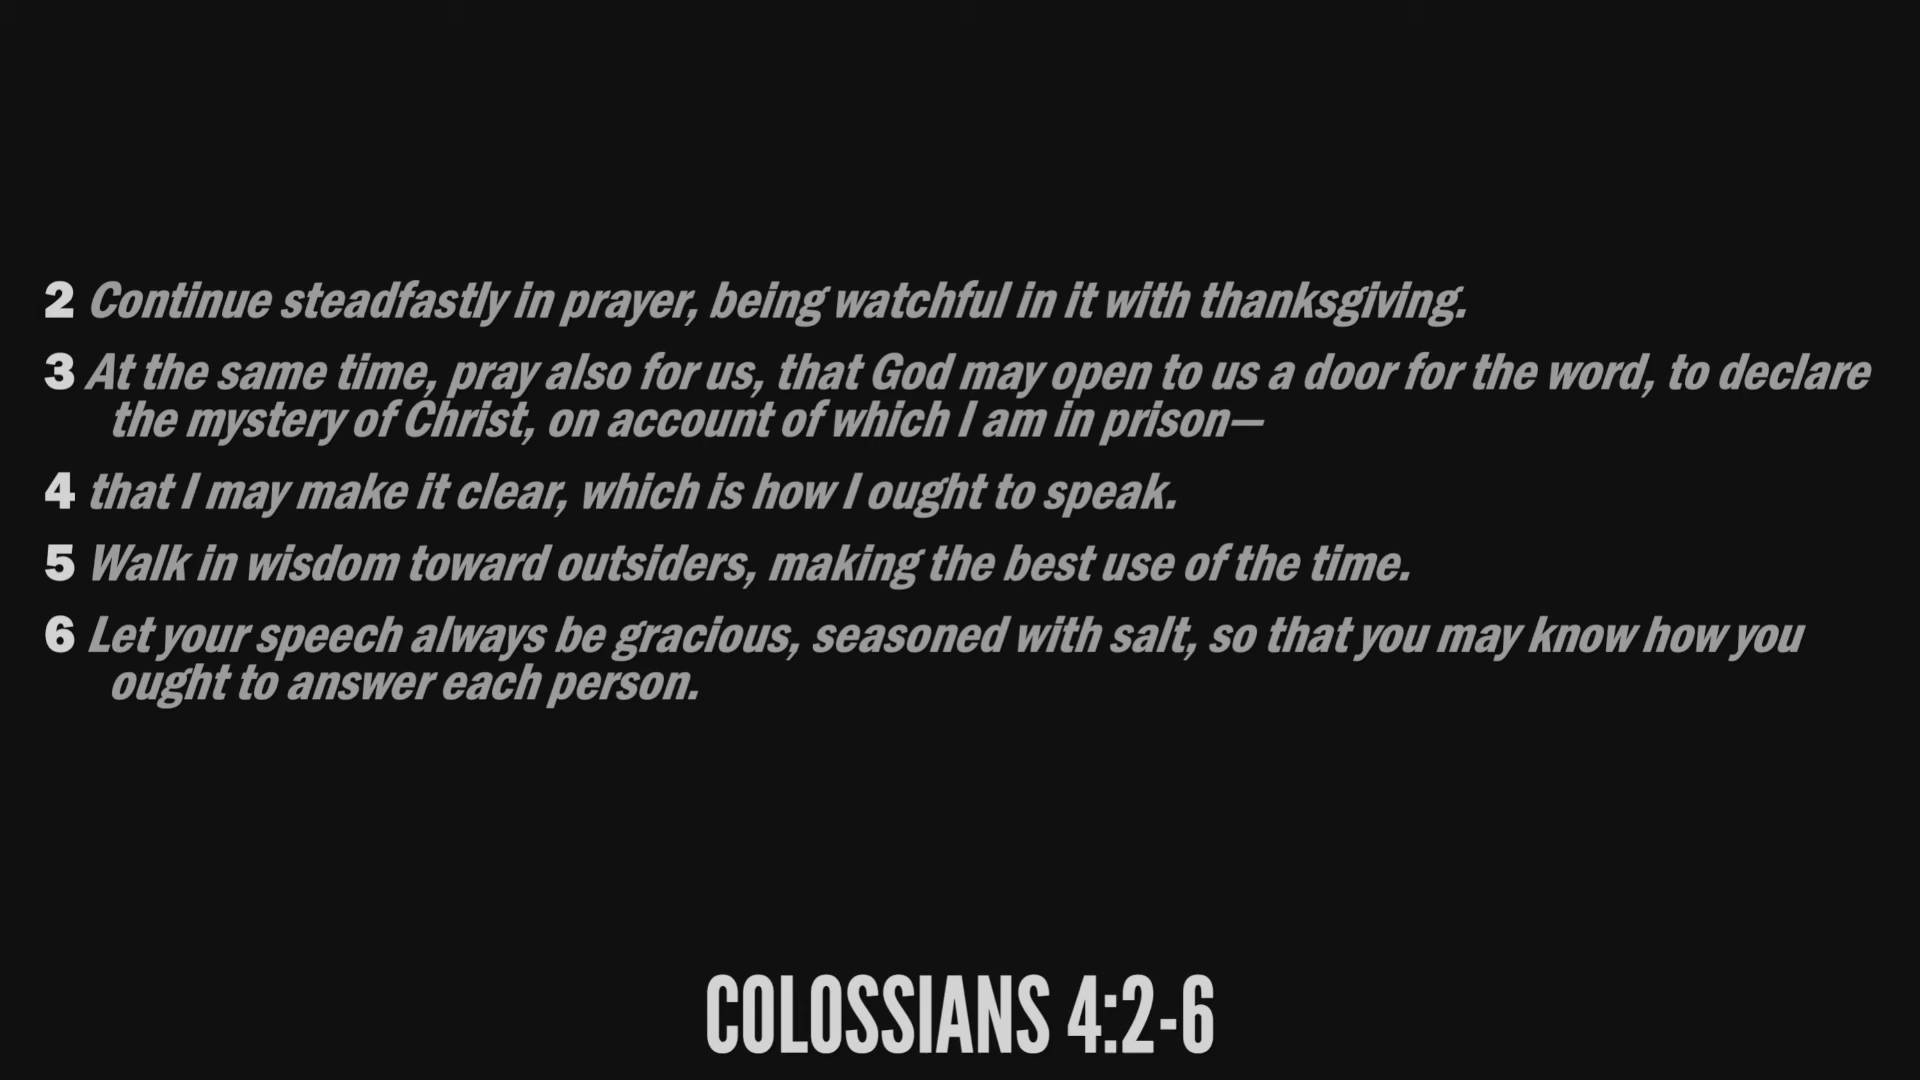 2 Continue steadfastly in prayer, being watchful in it with thanksgiving.
3 At the same time, pray also for us, that God may open to us a door for the word, to declare
the mystery of Christ, on account of which I am in prison—
4 that I may make it clear, which is how I ought to speak.
5 Walk in wisdom toward outsiders, making the best use of the time.
6 Let your speech always be gracious, seasoned with salt, so that you may know how you
ought to answer each person.
COLOSSIANS 4:2-6